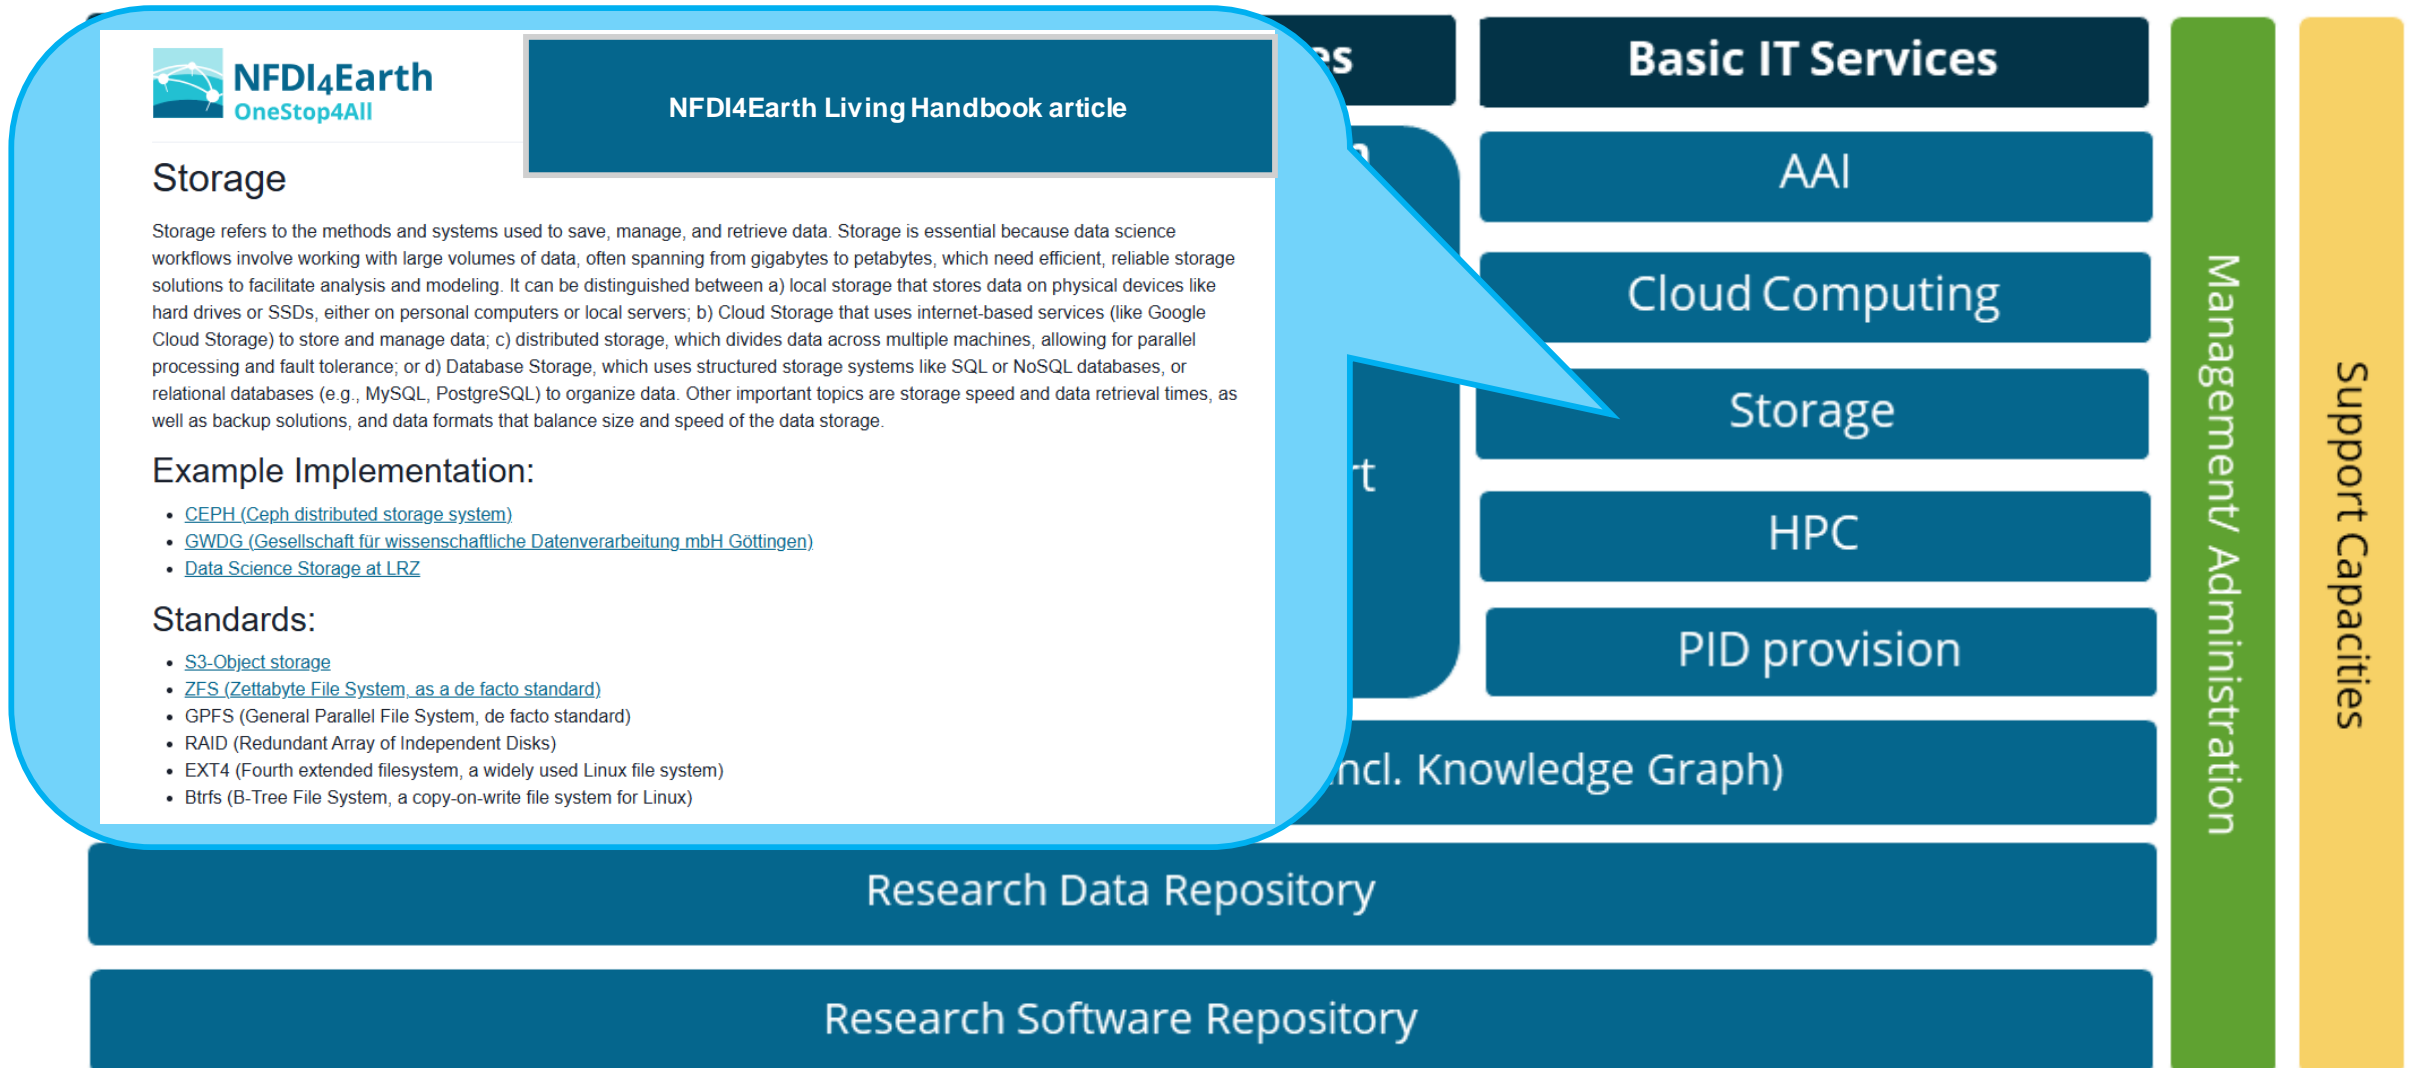 NFDI4Earth
OneStop4All
NFDI4Earth Living Handbook article
Storage
Storage refers to the methods and systems used to save, manage, and retrieve data. Storage is essential because data science
workflows involve working with large volumes of data, often spanning from gigabytes to petabytes, which need efficient, reliable storage
solutions to facilitate analysis and modeling. It can be distinguished between a) local storage that stores data on physical devices like
hard drives or SSDs, either on personal computers or local servers; b) Cloud Storage that uses internet-based services (like Google
Cloud Storage) to store and manage data; c) distributed storage, which divides data across multiple machines, allowing for parallel
processing and fault tolerance; or d) Database Storage, which uses structured storage systems like SQL or NoSQL databases, or
relational databases (e.g., MySQL, PostgreSQL) to organize data. Other important topics are storage speed and data retrieval times, as
well as backup solutions, and data formats that balance size and speed of the data storage.
Example Implementation:
• CEPH (Ceph distributed storage system)
• GWDG (Gesellschaft für wissenschaftliche Datenverarbeitung mbH Göttingen)
• Data Science Storage at LRZ
Standards:
• S3-Object storage
• ZFS (Zettabyte File System, as a de facto standard)
• GPFS (General Parallel File System, de facto standard)
• RAID (Redundant Array of Independent Disks)
• EXT4 (Fourth extended filesystem, a widely used Linux file system)
• Btrfs (B-Tree File System, a copy-on-write file system for Linux)
Basic IT Services
AAI
Cloud Computing
Storage
HPC
PID provision
Knowledge Graph)
Research Data Repository
Research Software Repository
Management/ Administration
Support Capacities